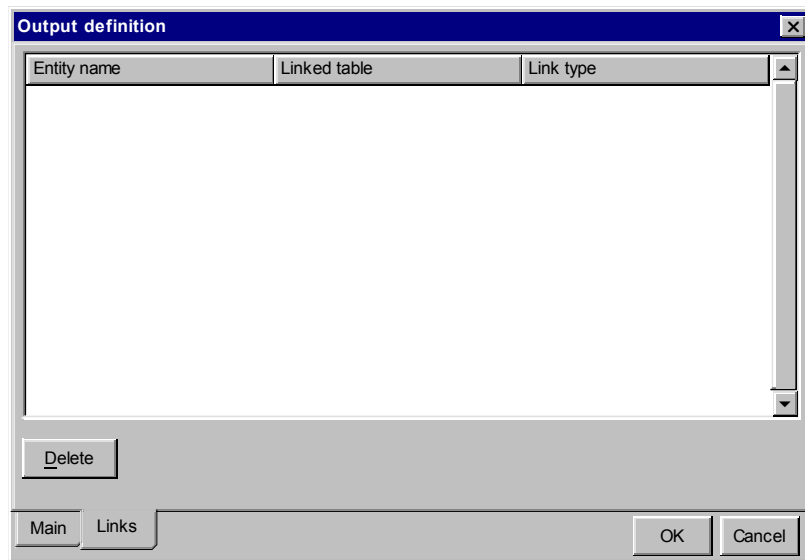 Output definition
Entity name Linked table Link type
Delete
Main Links OK Cancel